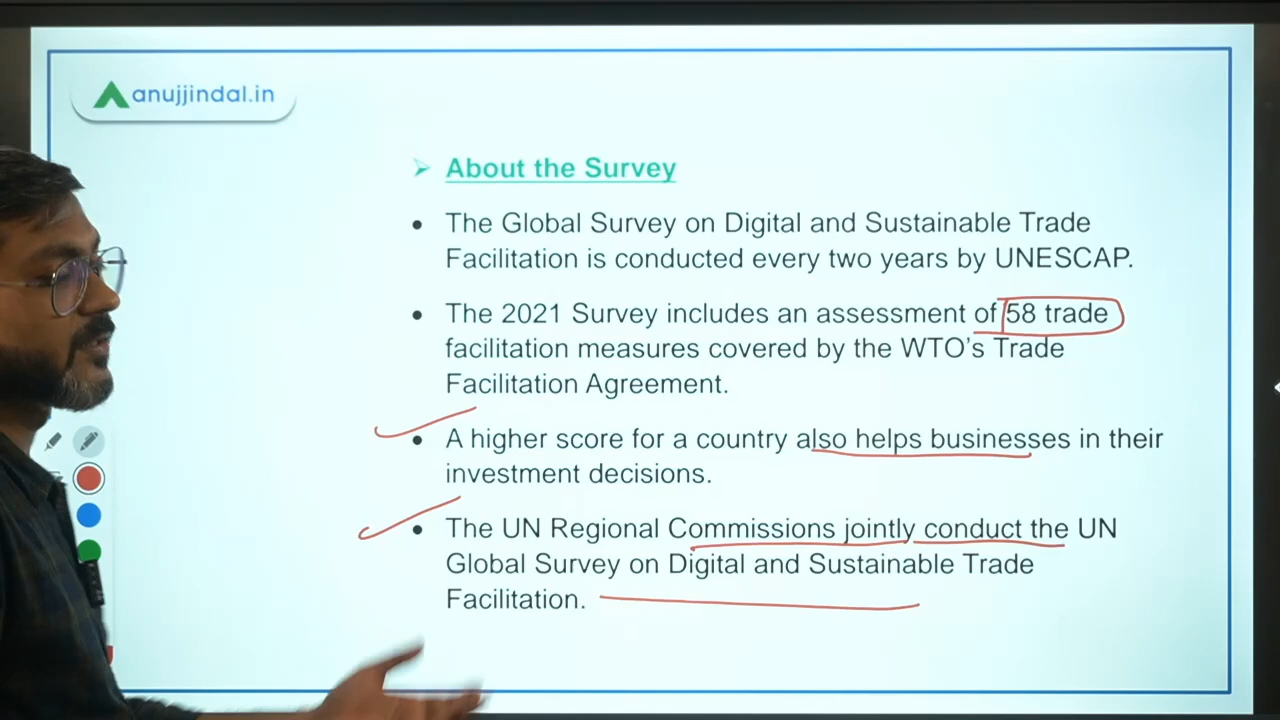 anujjindal.in
About the Survey
The Global Survey on Digital and Sustainable Trade
Facilitation is conducted every two years by UNESCAP.
The 2021 Survey includes an assessment of 58 trade
facilitation measures covered by the WTO's Trade
Facilitation Agreement.
A higher score for a country also helps businesses in their
investment decisions.
The UN Regional Commissions jointly conduct the UN
Global Survey on Digital and Sustainable Trade
Facilitation.